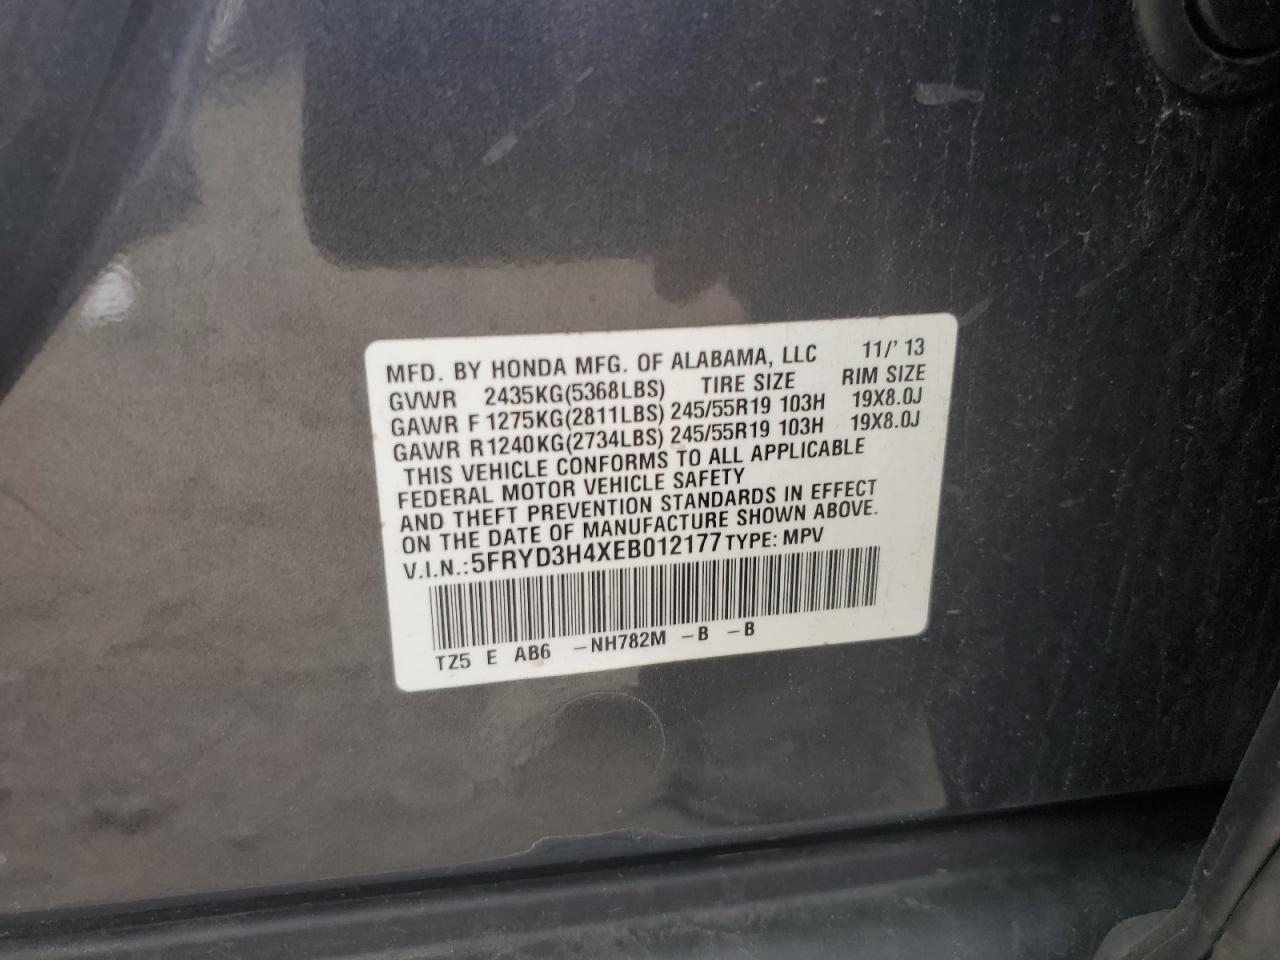 MFD. BY HONDA MFG. OF ALABAMA, LLC 11/' 13
GVWR 2435KG(5368LBS) TIRE SIZE RIM SIZE
GAWR F 1275KG(2811LBS) 245/55R19 103H 19X8.0J
GAWR R 1240KG(2734LBS) 245/55R19 103H 19X8.0J
THIS VEHICLE CONFORMS TO ALL APPLICABLE
FEDERAL MOTOR VEHICLE SAFETY
AND THEFT PREVENTION STANDARDS IN EFFECT
ON THE DATE OF MANUFACTURE SHOWN ABOVE.
V.I.N.: 5FRYD3H4XEB012177 TYPE: MPV
TZ5 E AB6 -NH782M -B -B